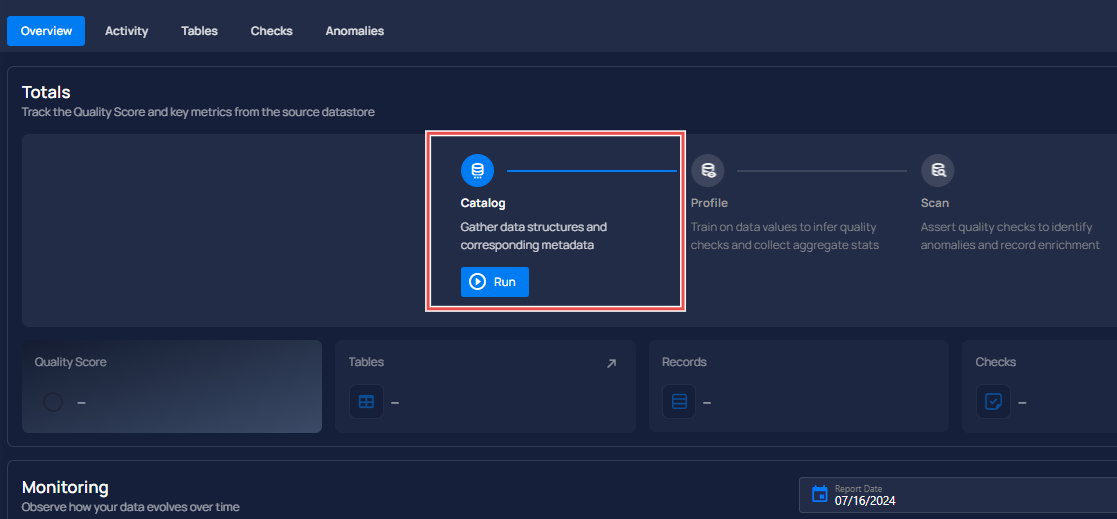 Overview Activity Tables Checks Anomalies
Totals
Track the Quality Score and key metrics from the source datastore
Catalog
Gather data structures and
corresponding metadata
Run
Profile
Train on data values to infer quality
checks and collect aggregate stats
Scan
Assert quality checks to identify
anomalies and record enrichment
Quality Score
–
Tables
–
Records
–
Checks
–
Monitoring
Observe how your data evolves over time
Report Date
07/16/2024